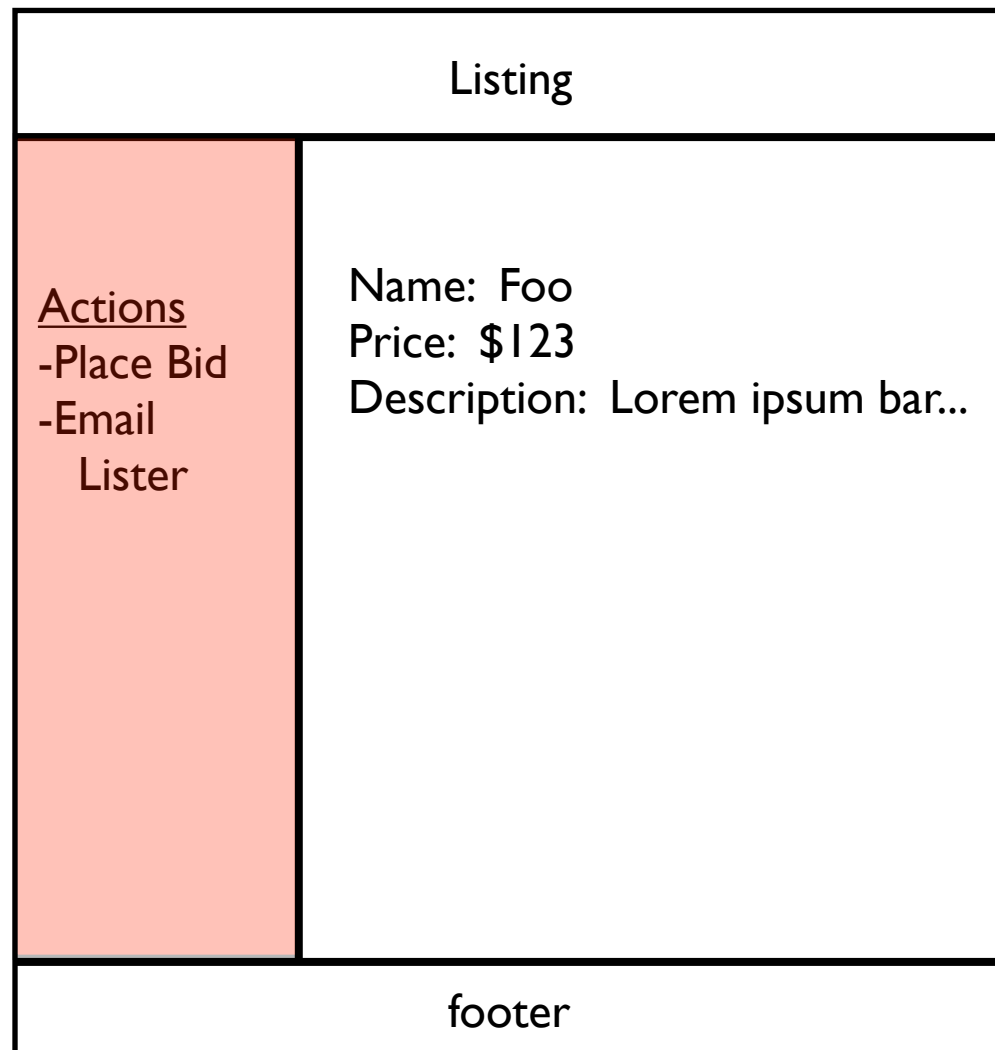 Listing
Actions
-Place Bid
-Email
Lister
Name: Foo
Price: $123
Description: Lorem ipsum bar...
footer